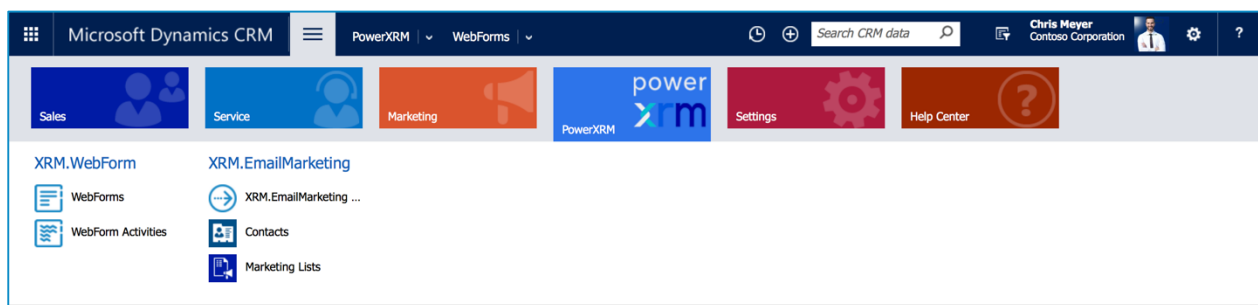 Microsoft Dynamics CRM PowerXRM WebForms Search CRM data Chris Meyer ?
Contoso Corporation
power
xrm
Sales Service Marketing PowerXRM Settings Help Center ?
XRM.WebForm XRM.EmailMarketing
WebForms XRM.EmailMarketing ...
WebForm Activities Contacts
Marketing Lists